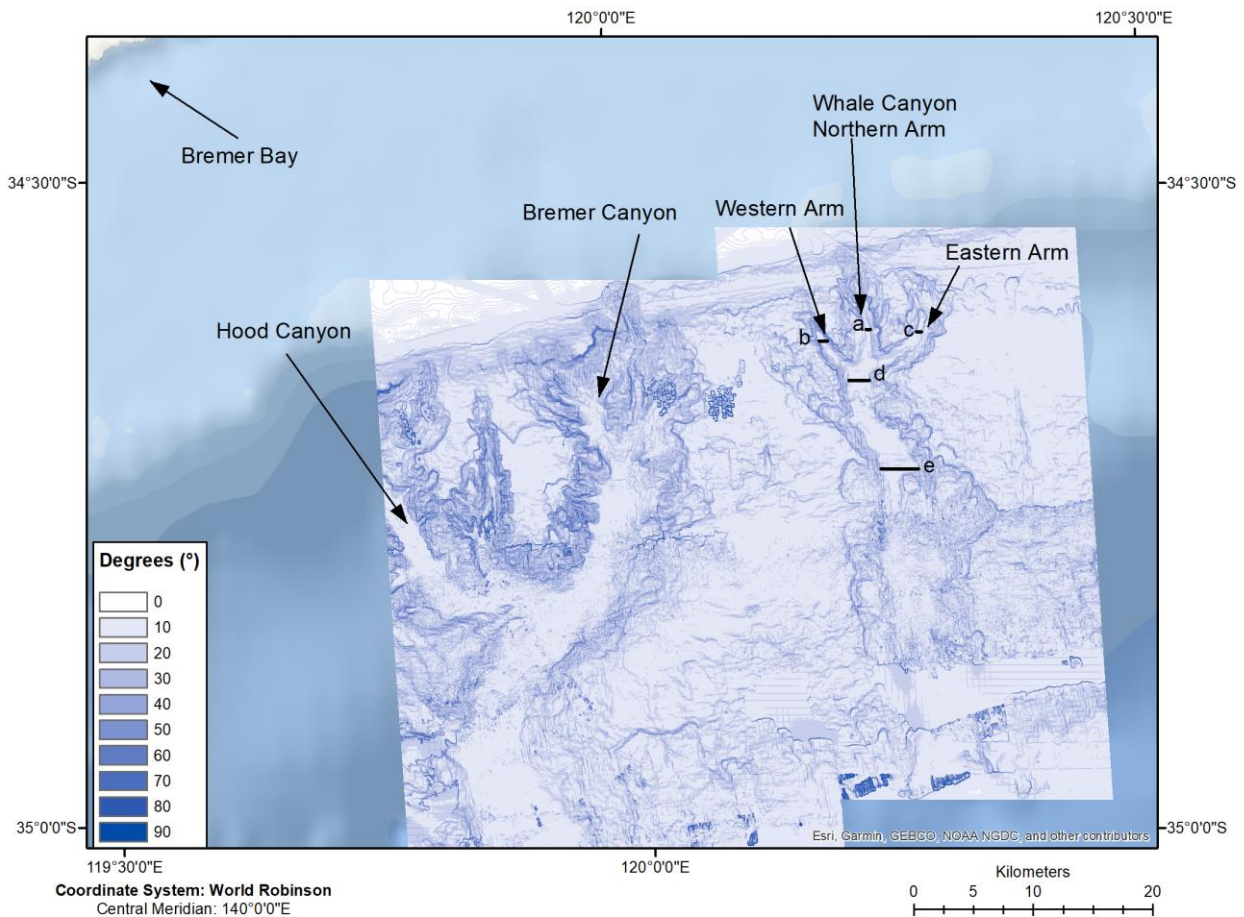 120°0'0"E
120°30'0"E
Whale Canyon
Northern Arm
Bremer Bay
34°30'0"S
34°30'0"S
Bremer Canyon
Western Arm
Eastern Arm
Hood Canyon
a
b
c
d
e
Degrees (°)
0
10
20
30
40
50
60
70
80
90
35°0'0"S
35°0'0"S
Esri, Garmin, GEBCO, NOAA NGDC, and other contributors
119°30'0"E
120°0'0"E
Coordinate System: World Robinson
Central Meridian: 140°0'0"E
Kilometers
0 5 10 20